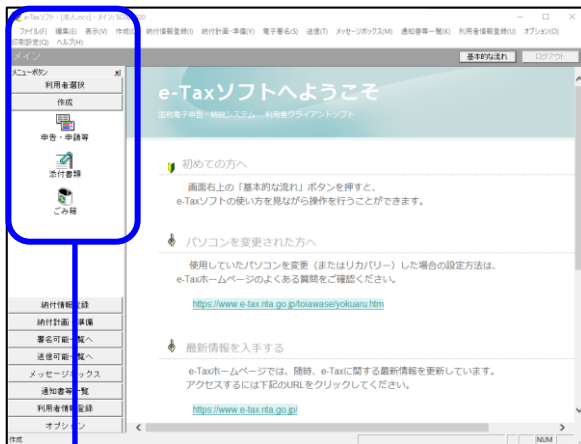 e-Taxソフト - [法人.ncc] - メイン
ファイル(F) 編集(E) 表示(V) 作成 納付情報登録(I) 納付計画・準備(Y) 電子署名(S) 送信(T) メッセージボックス(M) 通知書等一覧(K) 利用者情報登録(U) オプション(O)
印刷設定(Q) ヘルプ(H)
メイン
基本的な流れ ログアウト
メニューボタン
利用者選択
作成
申告・申請等
添付書類
ごみ箱
納付情報登録
納付計画・準備
署名可能一覧へ
送信可能一覧へ
メッセージボックス
通知書等一覧
利用者情報登録
オプション
e-Taxソフトへようこそ
国税電子申告・納税システム 利用者クライアントソフト
初めての方へ
画面右上の「基本的な流れ」ボタンを押すと、
e-Taxソフトの使い方を見ながら操作を行うことができます。
パソコンを変更された方へ
使用していたパソコンを変更（またはリカバリー）した場合の設定方法は、
e-Taxホームページのよくある質問をご確認ください。
https://www.e-tax.nta.go.jp/toiawase/yokuaru.htm
最新情報を入手する
e-Taxホームページでは、随時、e-Taxに関する最新情報を更新しています。
アクセスするには下記のURLをクリックしてください。
https://www.e-tax.nta.go.jp/
作成
NUM